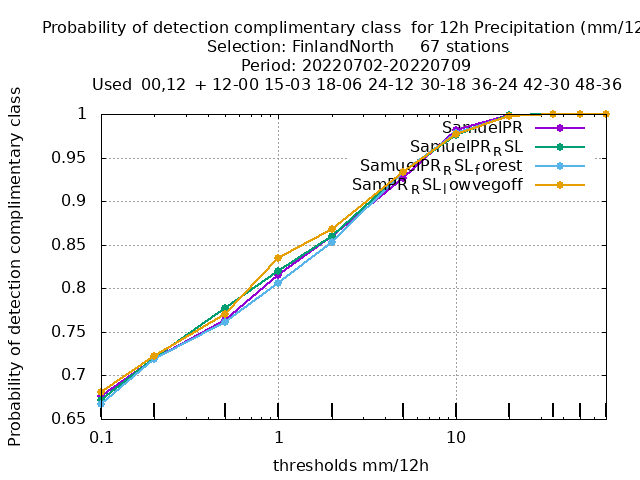 Probability of detection complimentary class  for 12h Precipitation (mm/12
Selection: FinlandNorth     67 stations
Period: 20220702-20220709
Used  00,12  + 12-00 15-03 18-06 24-12 30-18 36-24 42-30 48-36
Probability of detection complimentary class
1
0.95
0.9
0.85
0.8
0.75
0.7
0.65
SamuelPR
SamuelPR_RSL
SamuelPR_RSL_forest
SamPR_RSL_lowvegoff
0.1
1
10
thresholds mm/12h